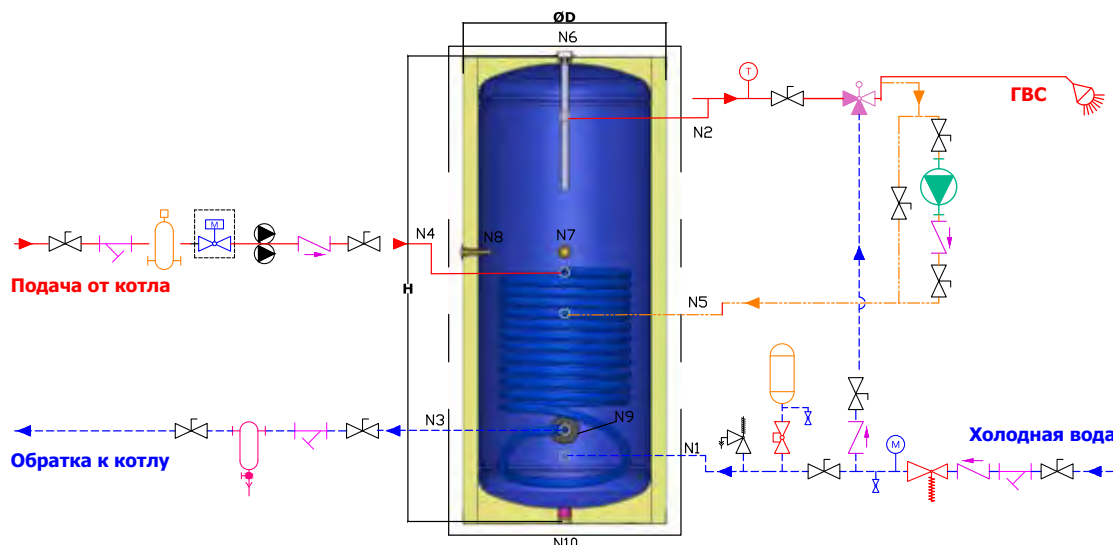 ØD
N6
T
ГВС
N2
M
N4
N8
N7
Подача от котла
H
N5
N3
N9
N1
M
Холодная вода
Обратка к котлу
N10